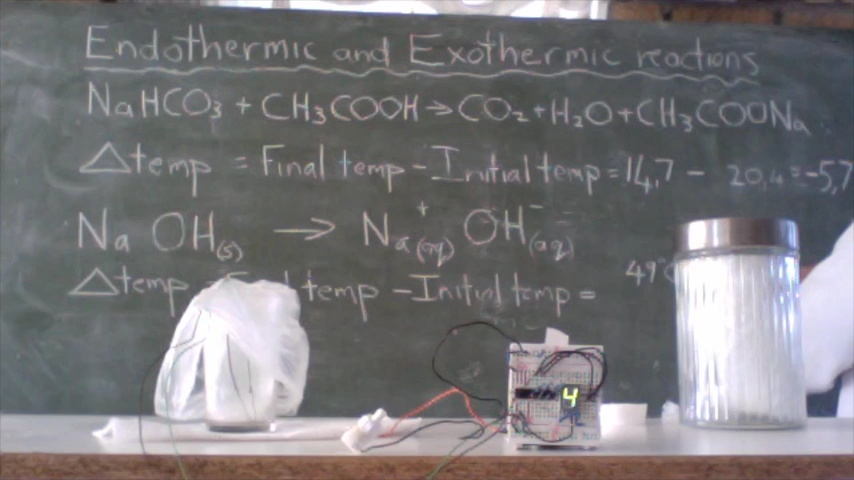 Endothermic and Exothermic reactions
NaHCO₃ + CH₃COOH → CO₂ + H₂O + CH₃COONa
△temp = Final temp - Initial temp = 14,7 - 20,4 = -5,7
Na OH(s) → Na⁺(aq) OH⁻(aq)
△temp temp - Initial temp = 49°C
4